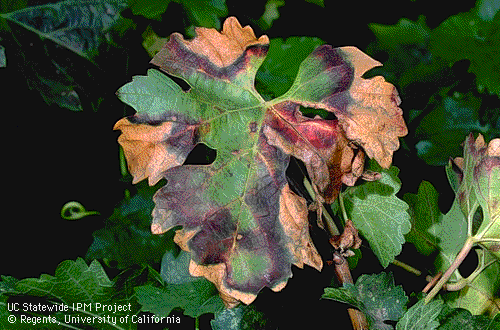 UC Statewide IPM Project
© Regents, University of California